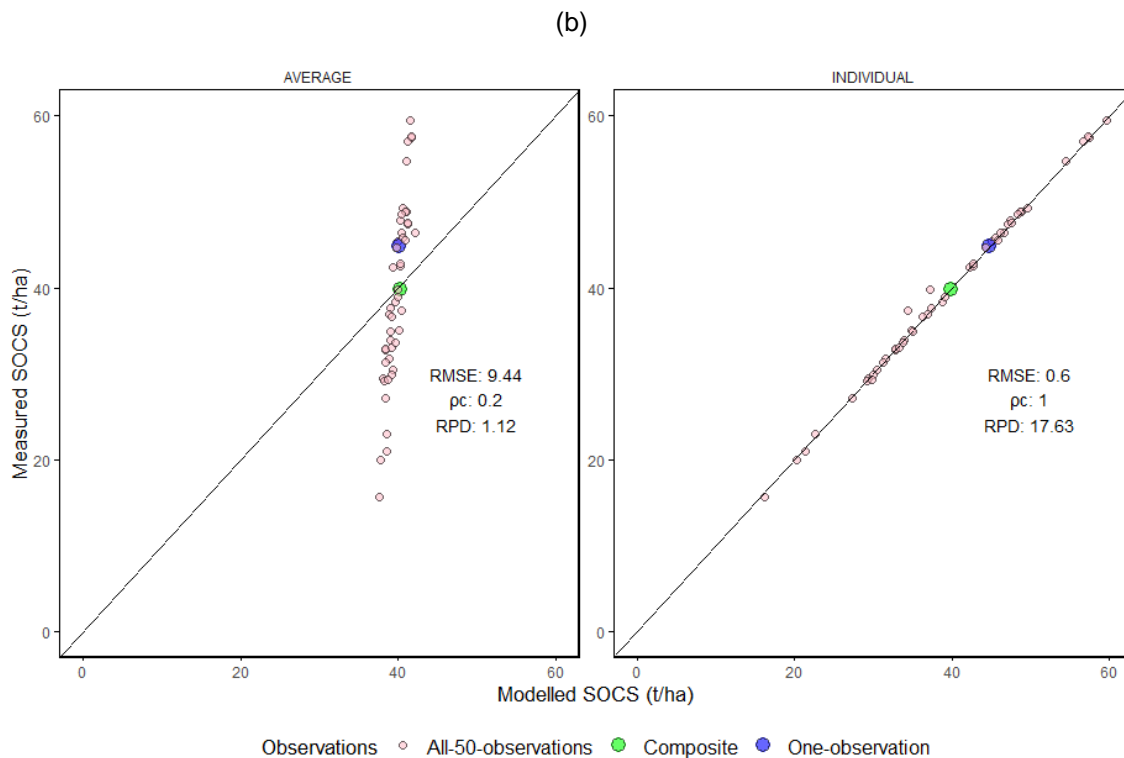 (b)
AVERAGE
INDIVIDUAL
Measured SOCS (t/ha)
60
40
20
0
RMSE: 9.44
ρc: 0.2
RPD: 1.12
0
20
40
60
60
40
20
0
RMSE: 0.6
ρc: 1
RPD: 17.63
0
20
40
60
Modelled SOCS (t/ha)
Observations All-50-observations Composite One-observation